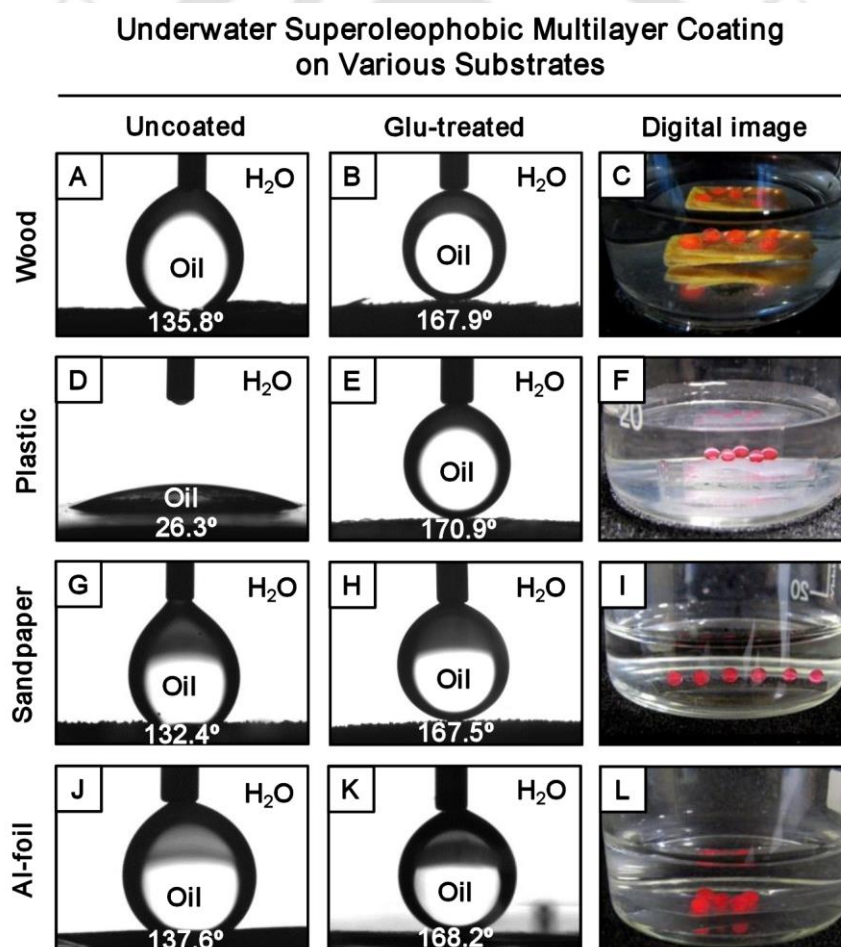 Underwater Superoleophobic Multilayer Coating
on Various Substrates
Uncoated Glu-treated Digital image
Wood
A H₂O Oil 135.8º
B H₂O Oil 167.9º
C
Plastic
D H₂O Oil 26.3º
E H₂O Oil 170.9º
F 20
Sandpaper
G H₂O Oil 132.4º
H H₂O Oil 167.5º
I 20
Al-foil
J H₂O Oil 137.6º
K H₂O Oil 168.2º
L